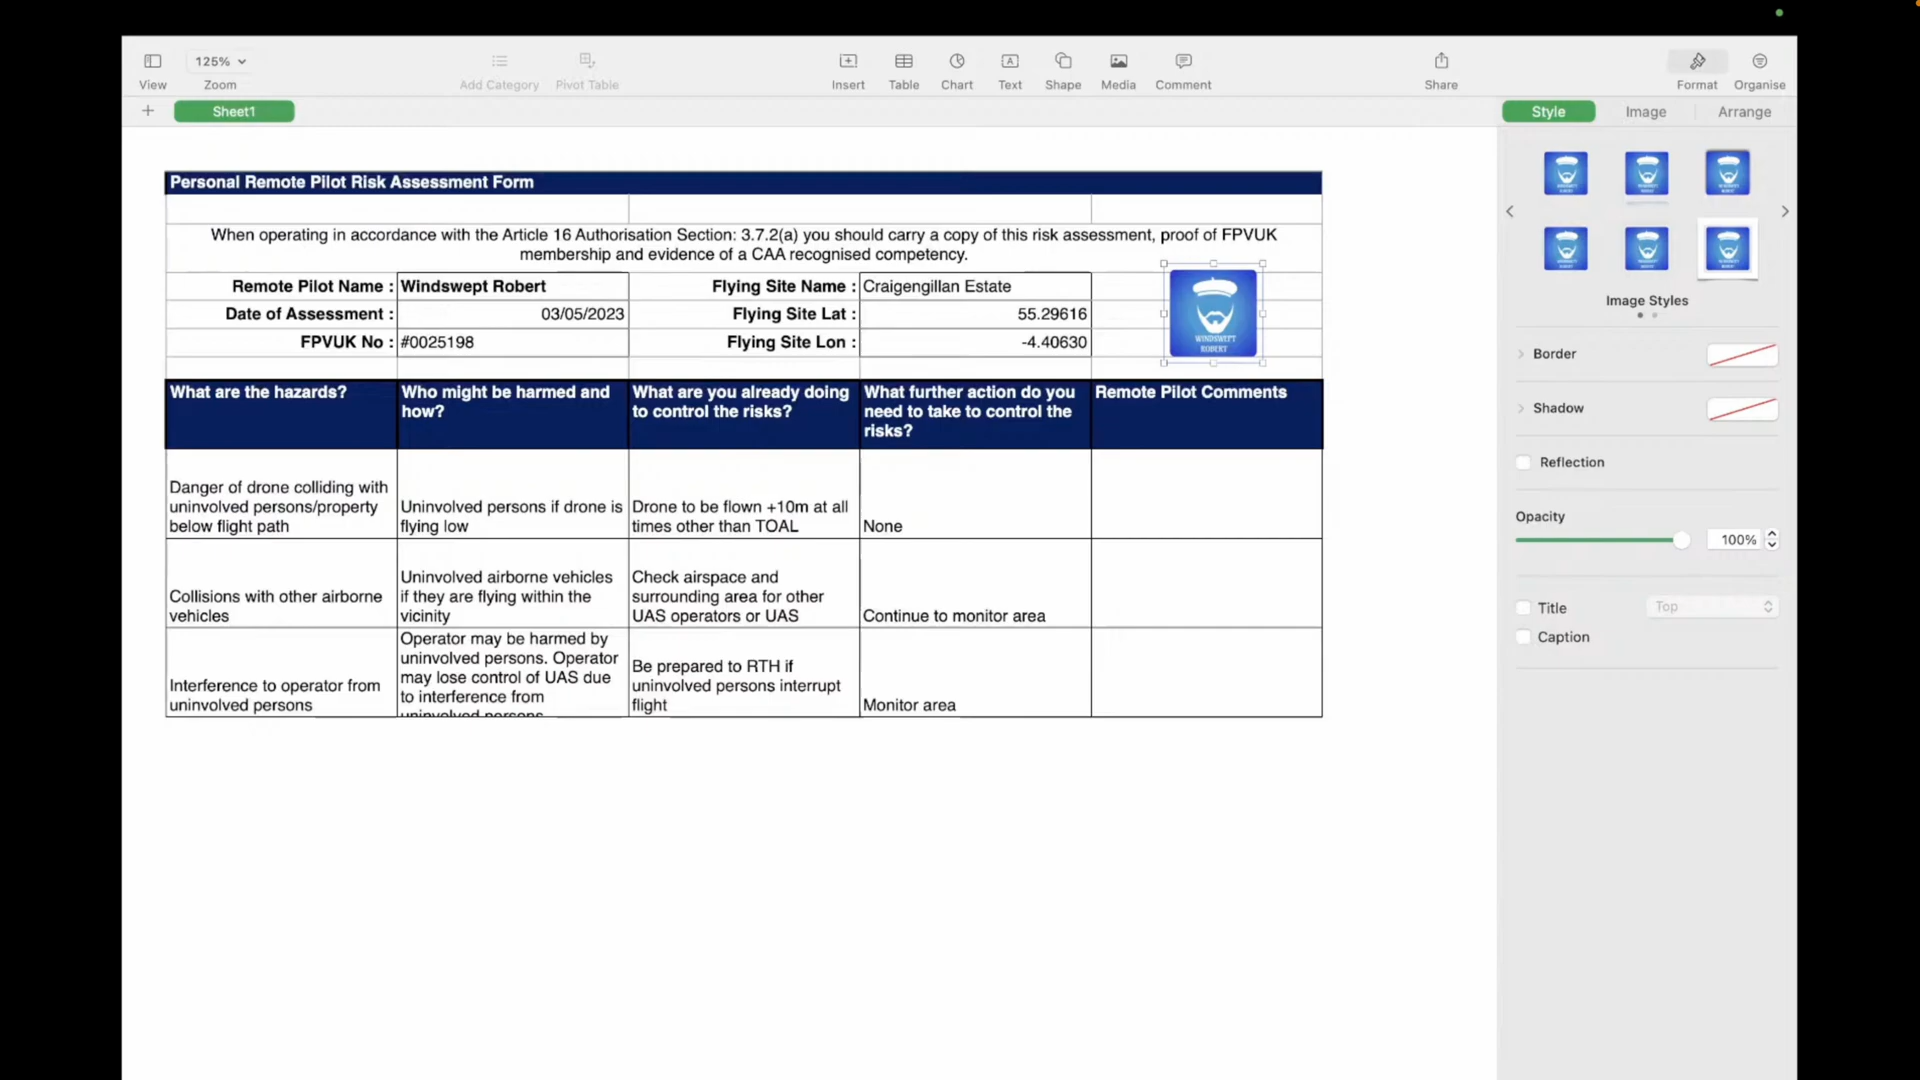 125%
View
Zoom
Add Category
Pivot Table
Insert
Table
Chart
Text
Shape
Media
Comment
Share
Format
Organise
Sheet1
Style
Image
Arrange
Personal Remote Pilot Risk Assessment Form
When operating in accordance with the Article 16 Authorisation Section: 3.7.2(a) you should carry a copy of this risk assessment, proof of FPVUK
membership and evidence of a CAA recognised competency.
Remote Pilot Name : Windswept Robert
Flying Site Name : Craigengillan Estate
Date of Assessment : 03/05/2023
Flying Site Lat : 55.29616
FPVUK No : #0025198
Flying Site Lon : -4.40630
WINDSWEPT
ROBERT
What are the hazards?
Who might be harmed and
how?
What are you already doing
to control the risks?
What further action do you
need to take to control the
risks?
Remote Pilot Comments
Danger of drone colliding with
uninvolved persons/property
below flight path
Uninvolved persons if drone is
flying low
Drone to be flown +10m at all
times other than TOAL
None
Collisions with other airborne
vehicles
Uninvolved airborne vehicles
if they are flying within the
vicinity
Check airspace and
surrounding area for other
UAS operators or UAS
Continue to monitor area
Interference to operator from
uninvolved persons
Operator may be harmed by
uninvolved persons. Operator
may lose control of UAS due
to interference from
uninvolved persons
Be prepared to RTH if
uninvolved persons interrupt
flight
Monitor area
Image Styles
Border
Shadow
Reflection
Opacity
100%
Title
Top
Caption